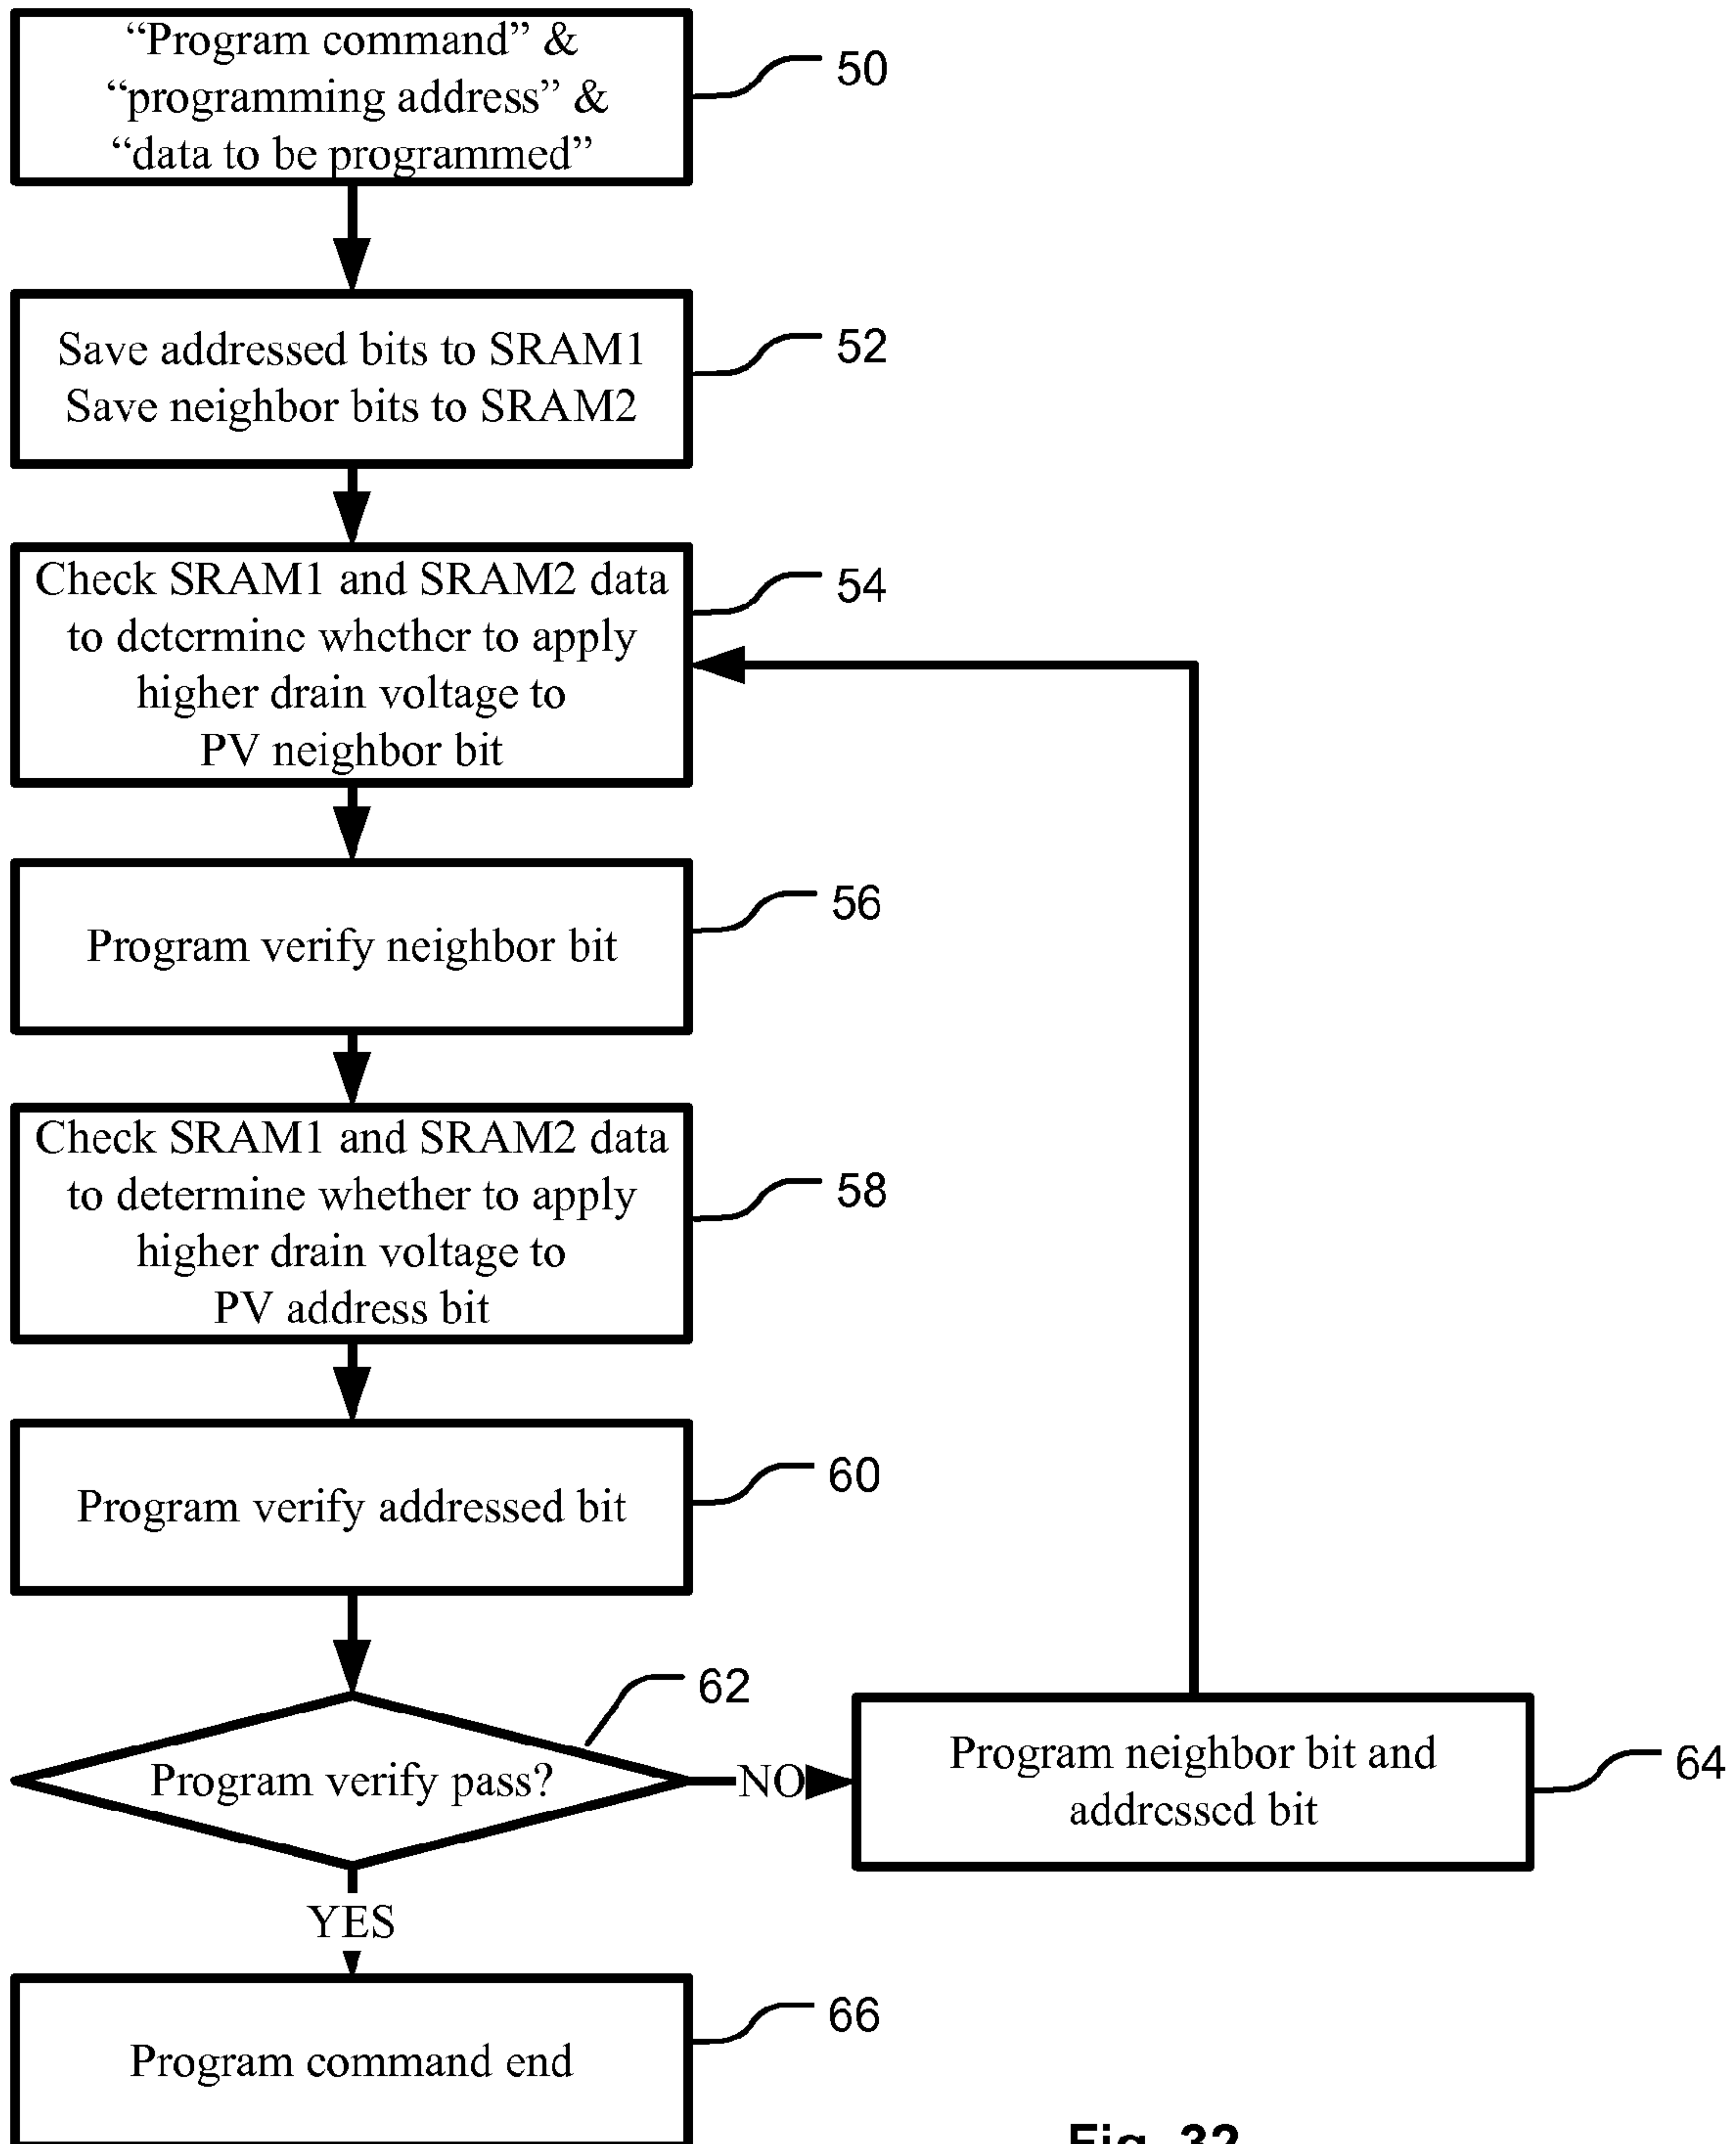 “Program command” &
“programming address” &
“data to be programmed”
50
Save addressed bits to SRAM1
Save neighbor bits to SRAM2
52
Check SRAM1 and SRAM2 data
to determine whether to apply
higher drain voltage to
PV neighbor bit
54
Program verify neighbor bit
56
Check SRAM1 and SRAM2 data
to determine whether to apply
higher drain voltage to
PV address bit
58
Program verify addressed bit
60
Program verify pass?
62
NO
Program neighbor bit and
addressed bit
64
YES
Program command end
66
Fig. 32